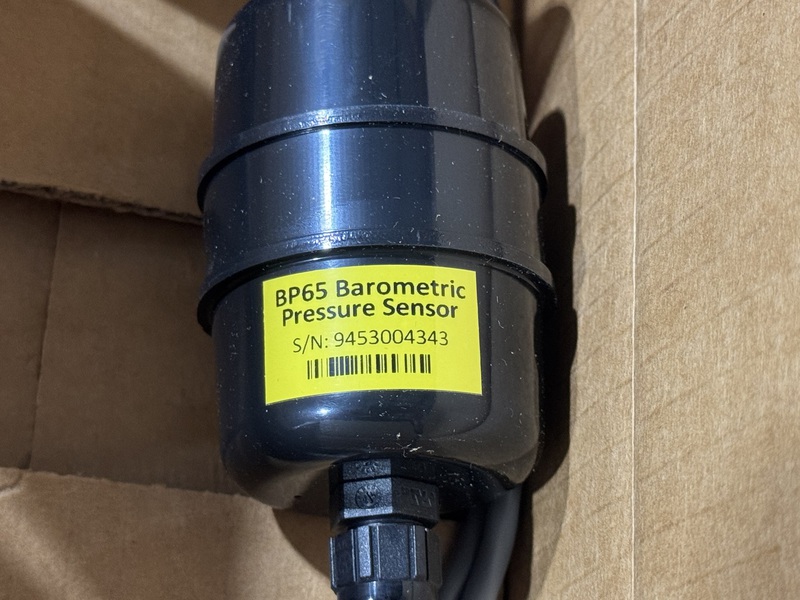 BP65 Barometric
Pressure Sensor
S/N: 9453004343